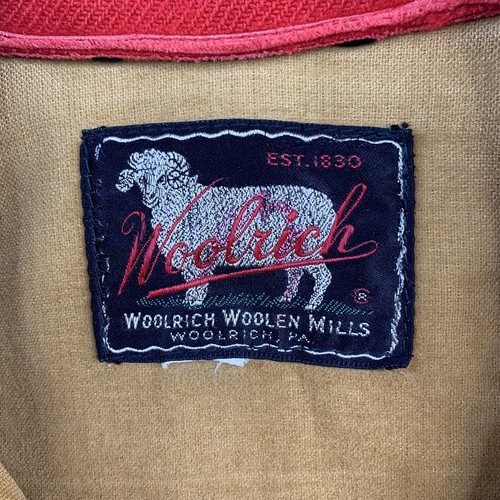 EST. 1830
Woolrich
®
WOOLRICH WOOLEN MILLS
WOOLRICH, PA.